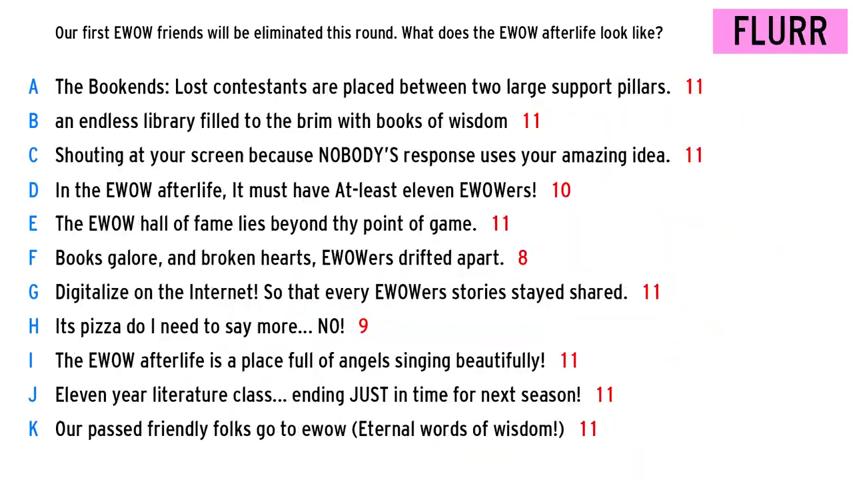 Our first EWOW friends will be eliminated this round. What does the EWOW afterlife look like?
FLURR
A The Bookends: Lost contestants are placed between two large support pillars. 11
B an endless library filled to the brim with books of wisdom 11
C Shouting at your screen because NOBODY'S response uses your amazing idea. 11
D In the EWOW afterlife, It must have At-least eleven EWOWers! 10
E The EWOW hall of fame lies beyond thy point of game. 11
F Books galore, and broken hearts, EWOWers drifted apart. 8
G Digitalize on the Internet! So that every EWOWers stories stayed shared. 11
H Its pizza do I need to say more... NO! 9
I The EWOW afterlife is a place full of angels singing beautifully! 11
J Eleven year literature class... ending JUST in time for next season! 11
K Our passed friendly folks go to ewow (Eternal words of wisdom!) 11